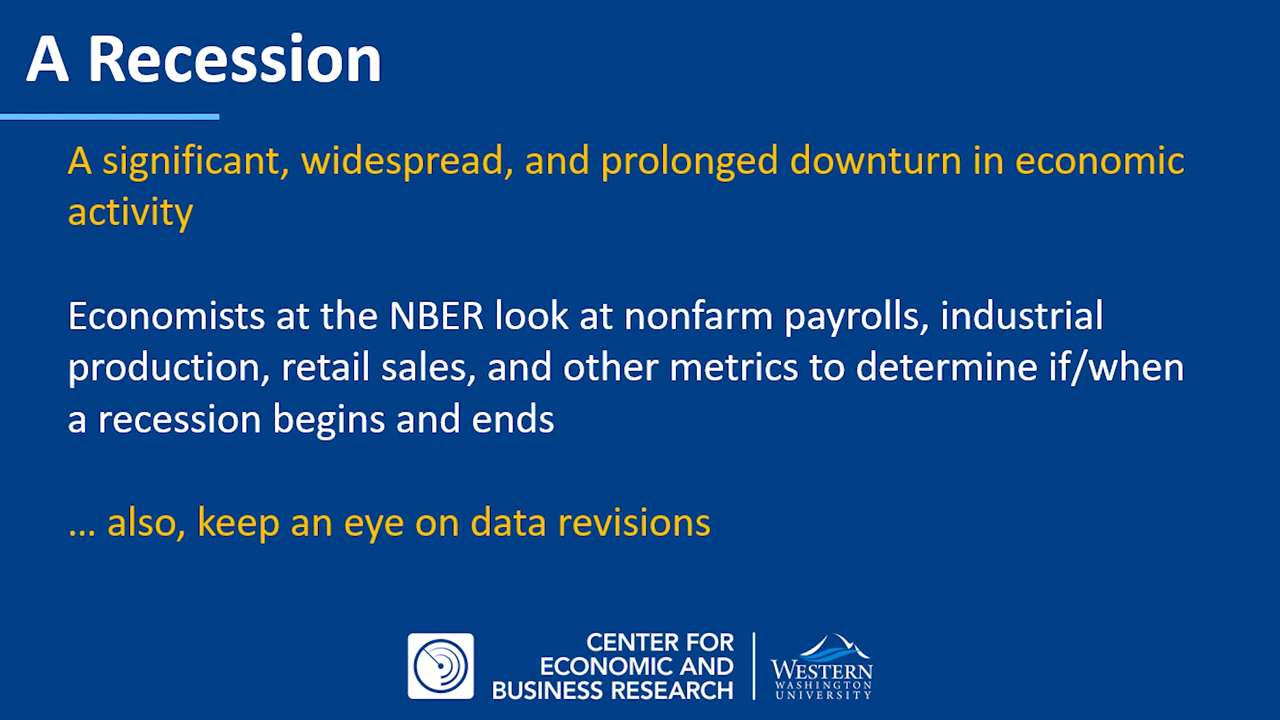 A Recession
A significant, widespread, and prolonged downturn in economic
activity
Economists at the NBER look at nonfarm payrolls, industrial
production, retail sales, and other metrics to determine if/when
a recession begins and ends
… also, keep an eye on data revisions
CENTER FOR
ECONOMIC AND
BUSINESS RESEARCH
WESTERN
WASHINGTON
UNIVERSITY